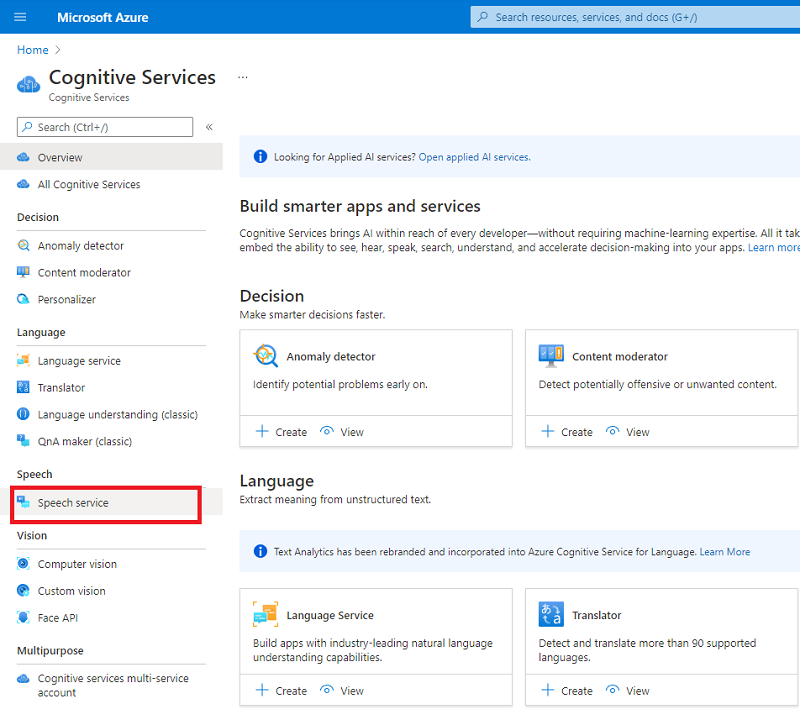 Microsoft Azure
Search resources, services, and docs (G+/)
Home >
Cognitive Services
...
Cognitive Services
Search (Ctrl+/)
«
Overview
All Cognitive Services
Decision
Anomaly detector
Content moderator
Personalizer
Language
Language service
Translator
Language understanding (classic)
QnA maker (classic)
Speech
Speech service
Vision
Computer vision
Custom vision
Face API
Multipurpose
Cognitive services multi-service
account
Looking for Applied AI services? Open applied AI services.
Build smarter apps and services
Cognitive Services brings AI within reach of every developer—without requiring machine-learning expertise. All it tak
embed the ability to see, hear, speak, search, understand, and accelerate decision-making into your apps. Learn more
Decision
Make smarter decisions faster.
Anomaly detector
Identify potential problems early on.
+ Create View
Content moderator
Detect potentially offensive or unwanted content.
+ Create View
Language
Extract meaning from unstructured text.
Text Analytics has been rebranded and incorporated into Azure Cognitive Service for Language. Learn More
Language Service
Build apps with industry-leading natural language
understanding capabilities.
+ Create View
Translator
Detect and translate more than 90 supported
languages.
+ Create View